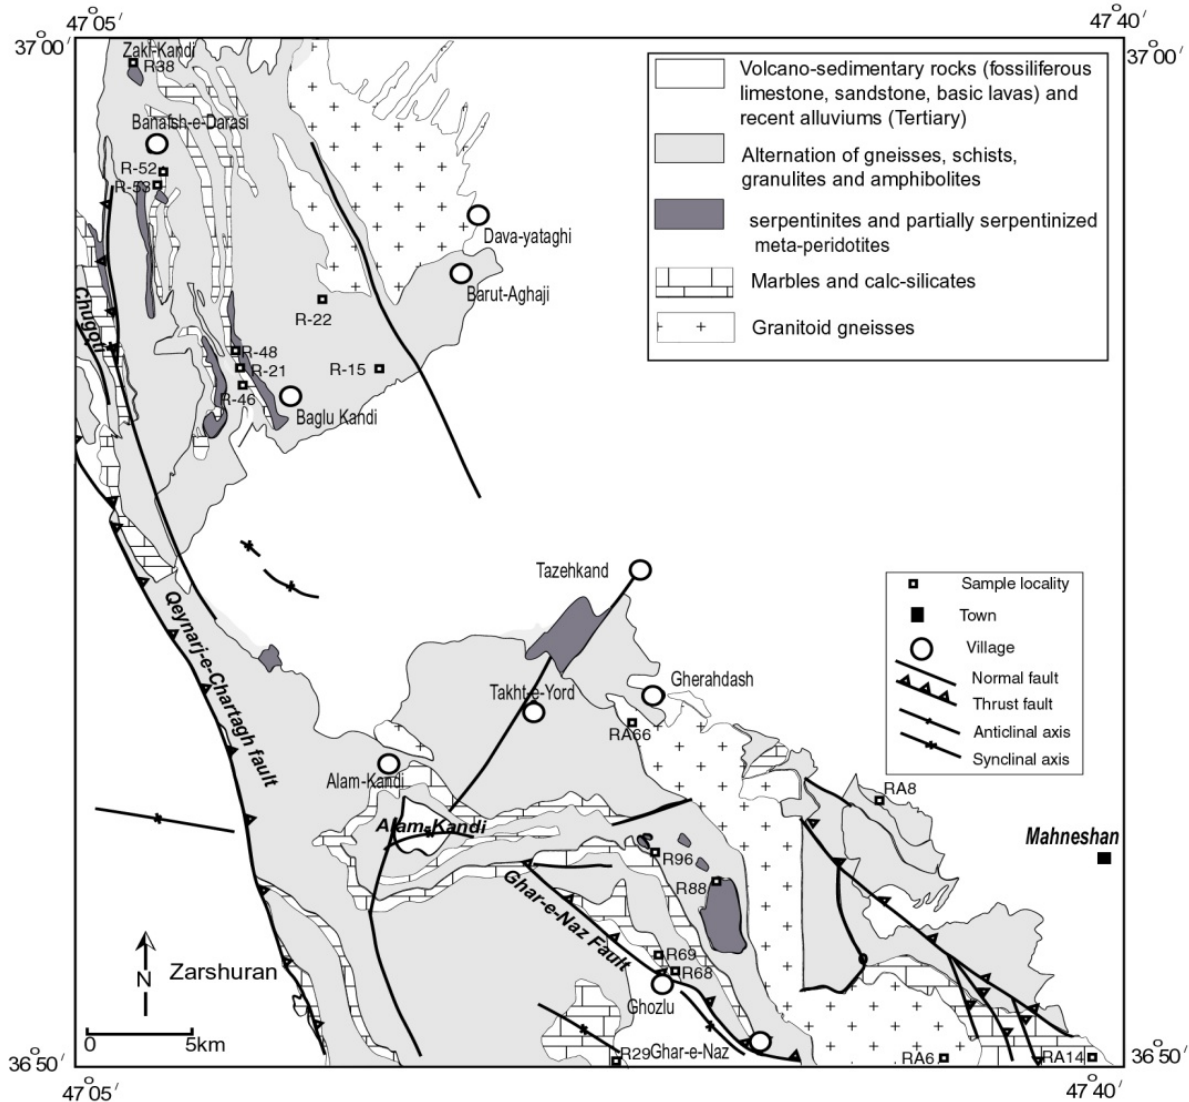 47°05′
47°40′
37°00′
37°00′
Zaki-Kandi
R38
Banafsh-e-Darasi
R-52
R-53
Dava-yataghi
Barut-Aghaji
Chugoti
R-22
R-48
R-21
R-15
R-46
Baglu Kandi
Volcano-sedimentary rocks (fossiliferous
limestone, sandstone, basic lavas) and
recent alluviums (Tertiary)
Alternation of gneisses, schists,
granulites and amphibolites
serpentinites and partially serpentinized
meta-peridotites
Marbles and calc-silicates
Granitoid gneisses
Tazehkand
Qeynarj-e-Chartagh fault
Takht-e-Yord
Gherahdash
RA66
Alam-Kandi
Alam-Kandi
Sample locality
Town
Village
Normal fault
Thrust fault
Anticlinal axis
Synclinal axis
RA8
Mahneshan
R96
R88
Ghar-e-Naz Fault
R69
R68
Ghozlu
N
Zarshuran
0 5km
R29
Ghar-e-Naz
RA6
RA14
36°50′
36°50′
47°05′
47°40′